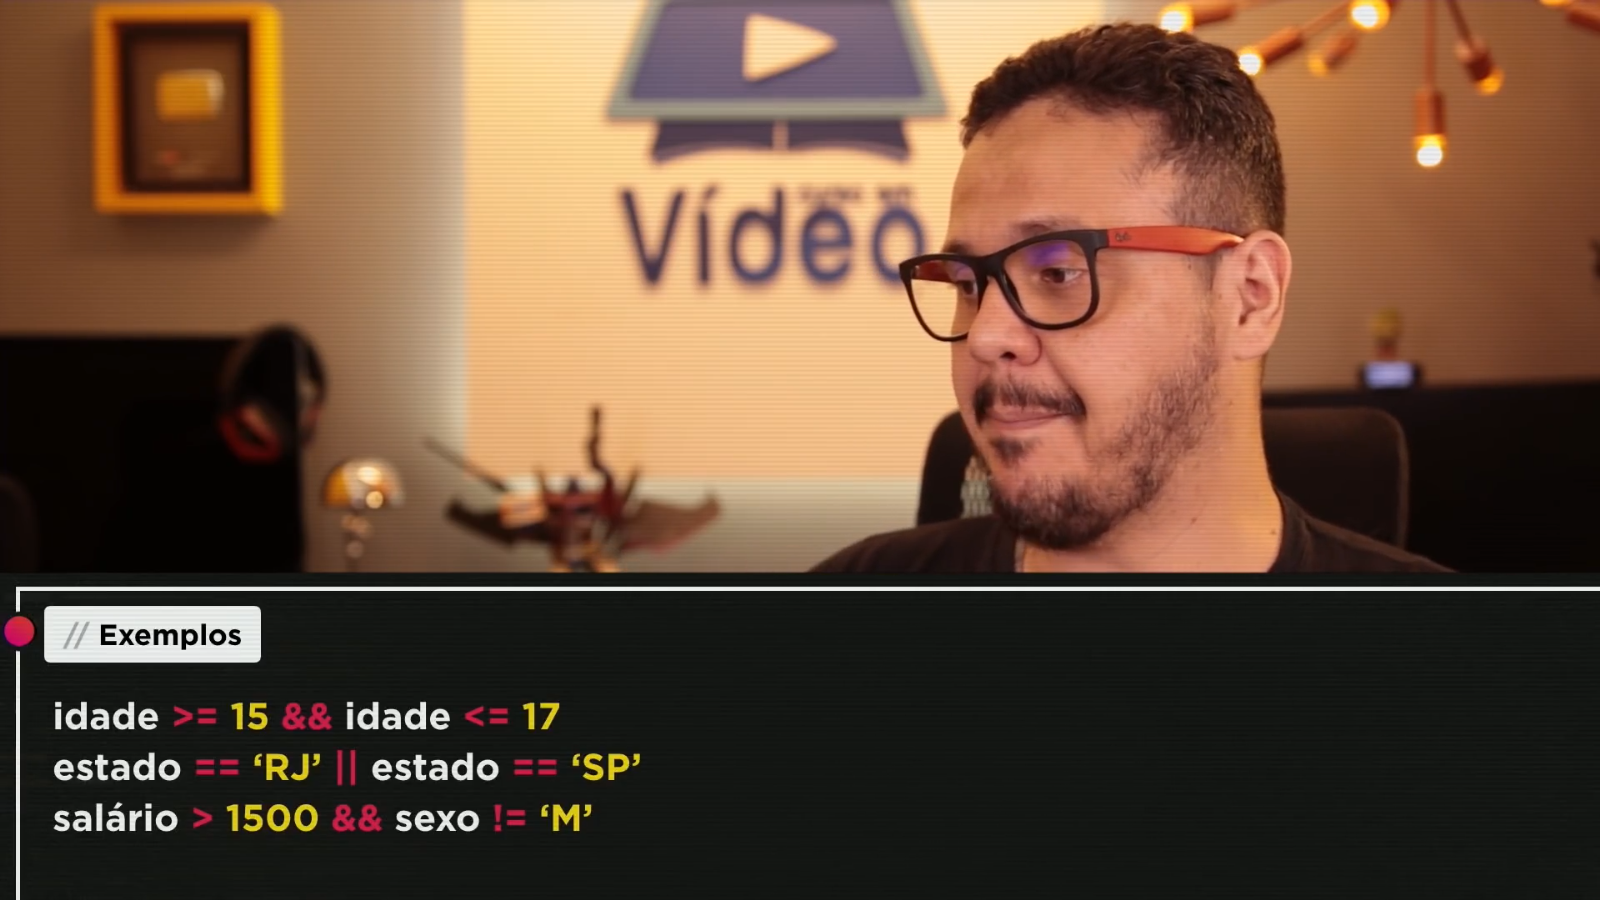 Vídeo
// Exemplos
idade >= 15 && idade <= 17
estado == ‘RJ’ || estado == ‘SP’
salário > 1500 && sexo != ‘M’